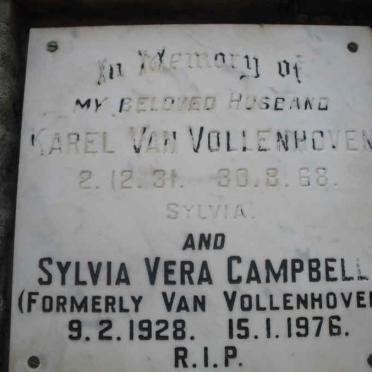 In Memory of
MY BELOVED HUSBAND
KAREL VAN VOLLENHOVEN
2.12.31. 30.8.68.
SYLVIA.
AND
SYLVIA VERA CAMPBELL
(FORMERLY VAN VOLLENHOVEN
9.2.1928. 15.1.1976.
R.I.P.